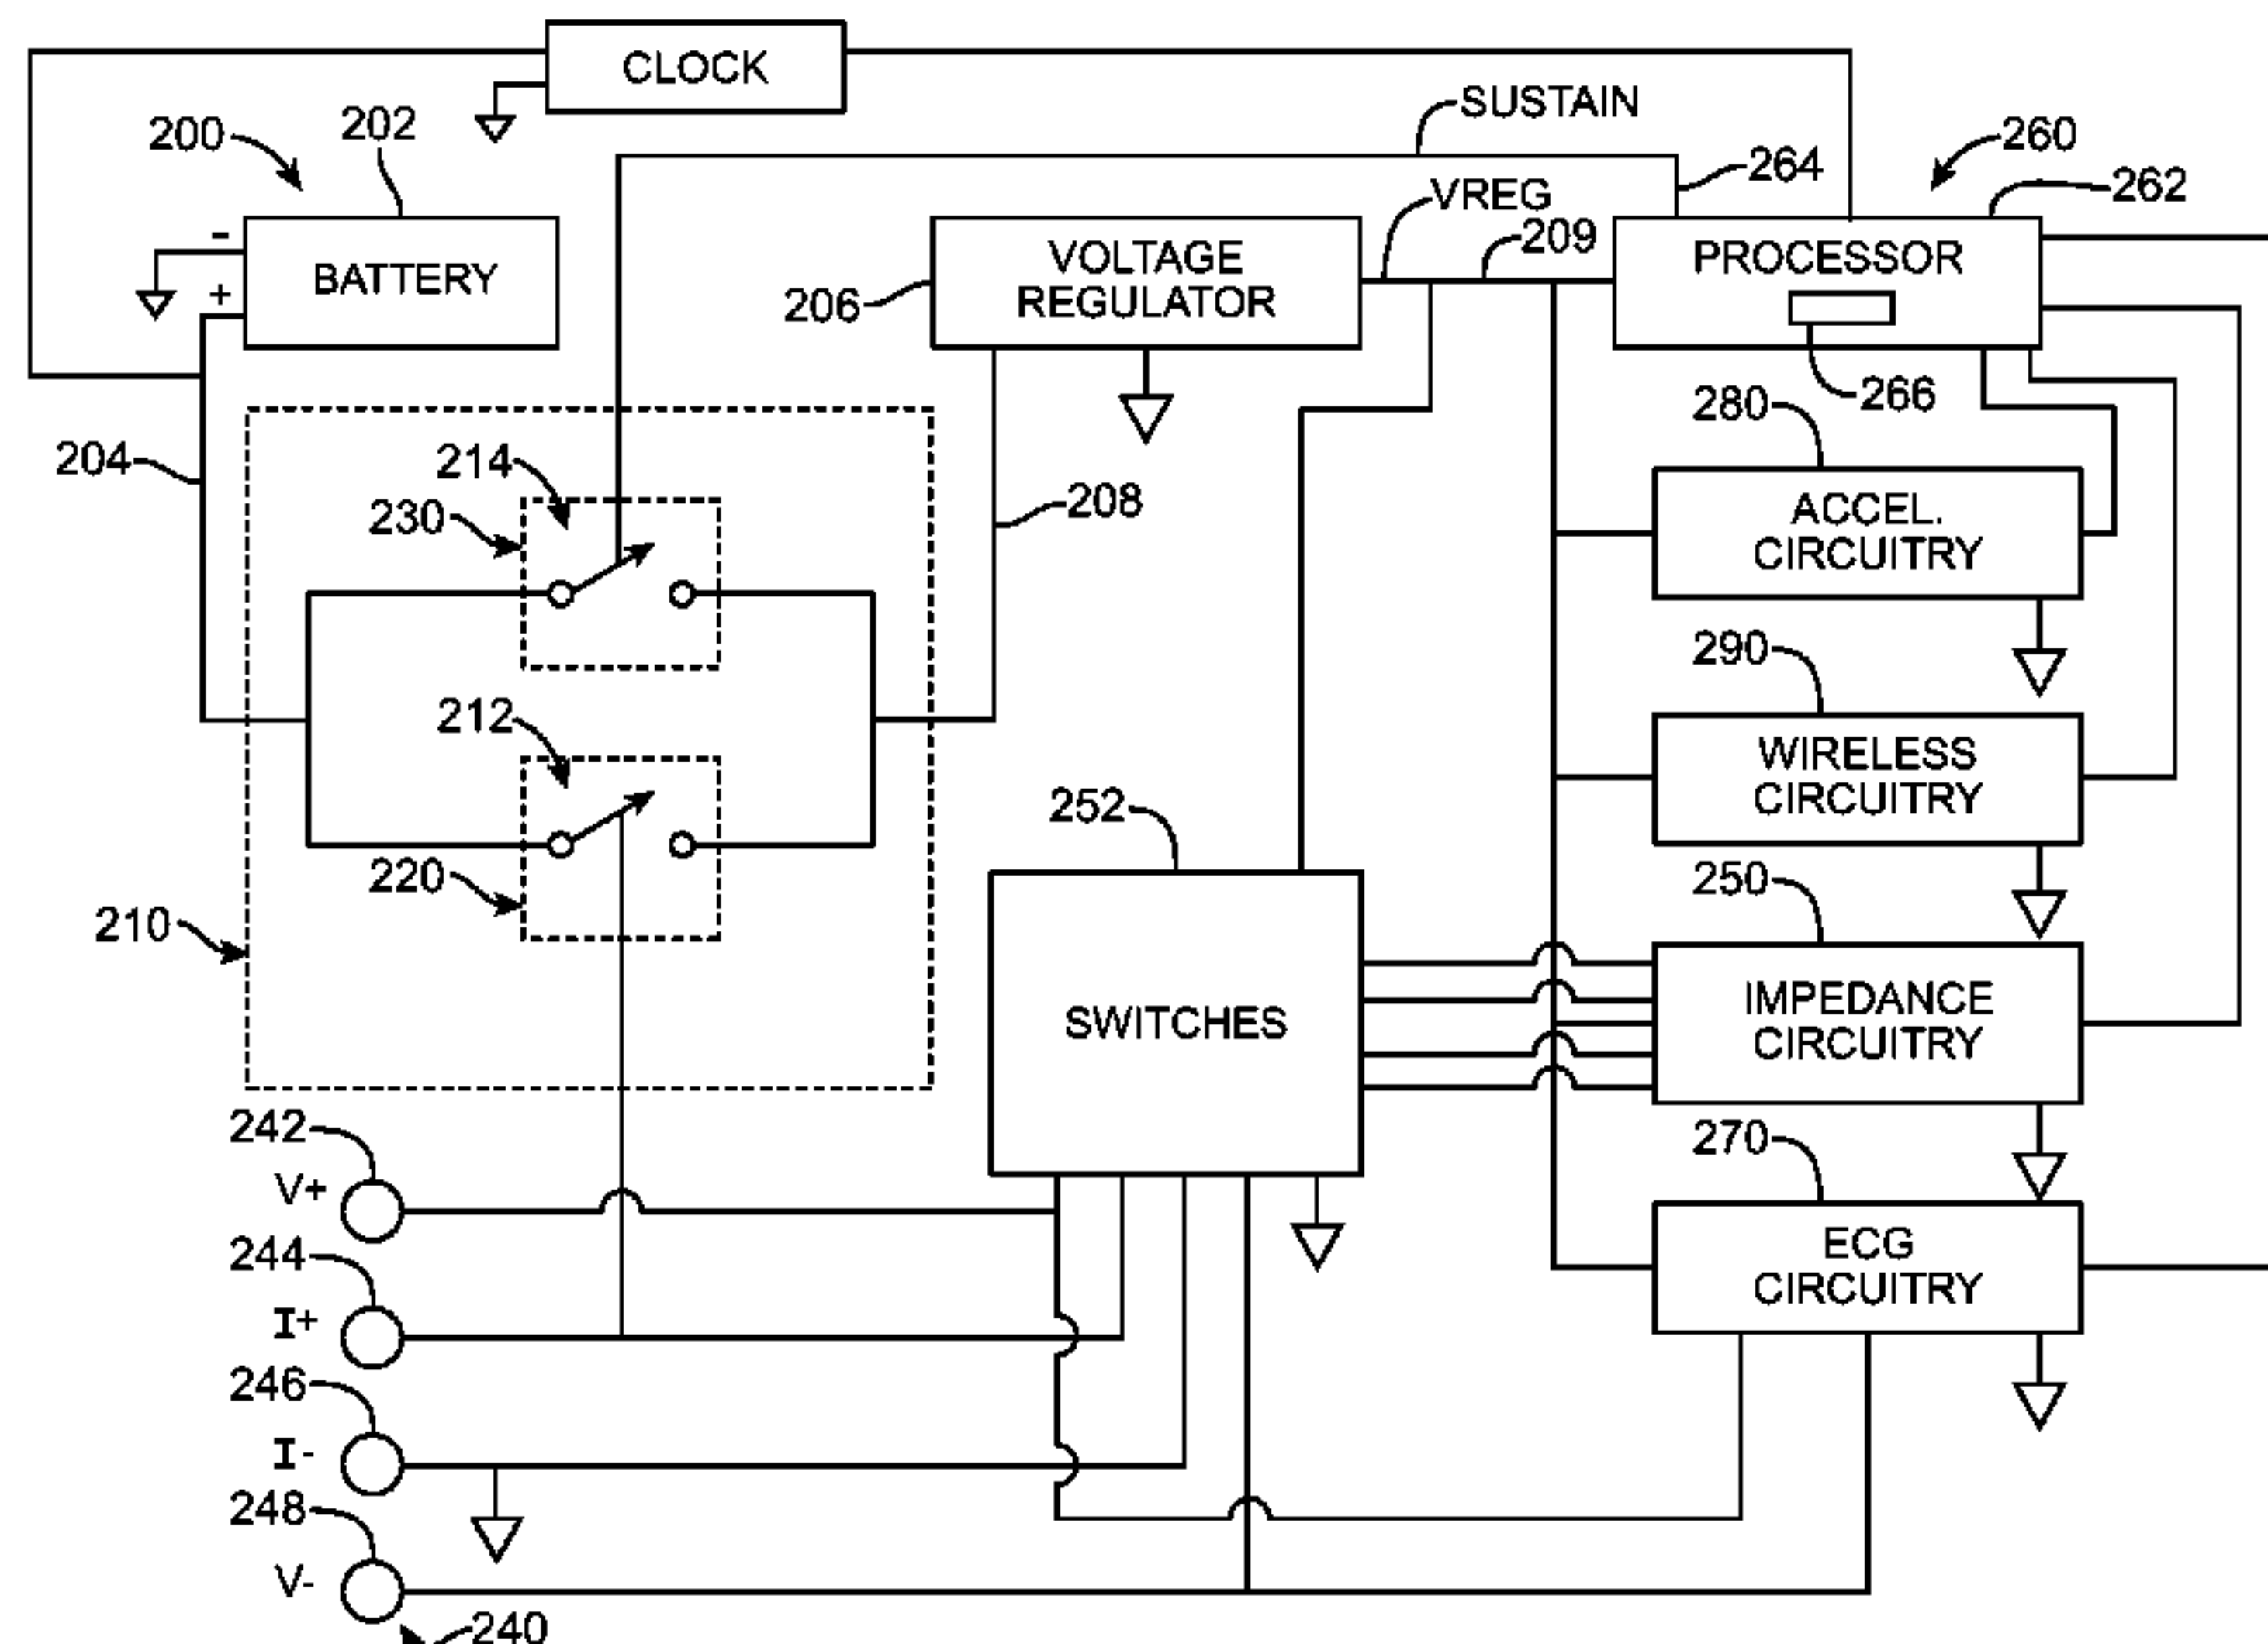 CLOCK
SUSTAIN
200
202
260
264
VREG
262
-
BATTERY
+
VOLTAGE
REGULATOR
206
209
PROCESSOR
266
280
204
214
230
208
ACCEL.
CIRCUITRY
290
212
WIRELESS
CIRCUITRY
252
220
250
210
SWITCHES
IMPEDANCE
CIRCUITRY
242
V+
270
244
I+
ECG
CIRCUITRY
246
I-
248
V-
240